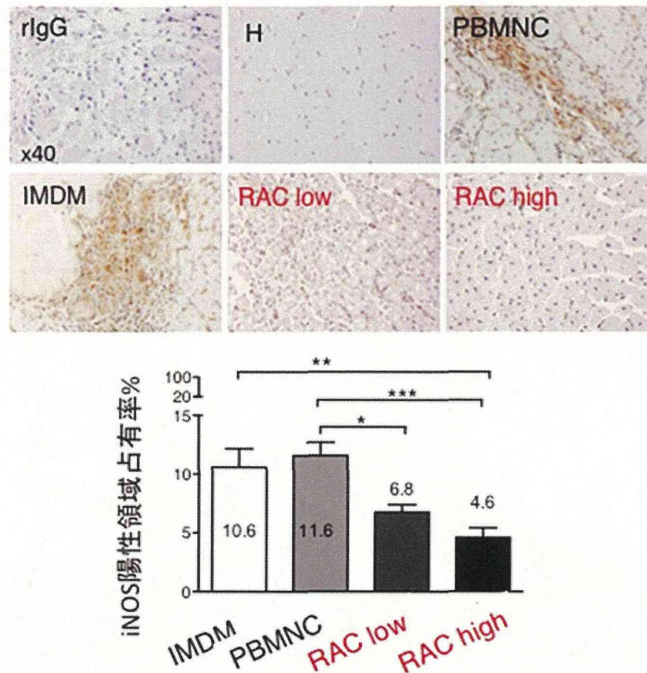 rIgG
H
PBMNC
x40
IMDM
RAC low
RAC high
**
100
20
***
*
15
10
5
0
6.8
4.6
10.6
11.6
iNOS陽性領域占有率%
IMDM
PBMNC
RAC low
RAC high